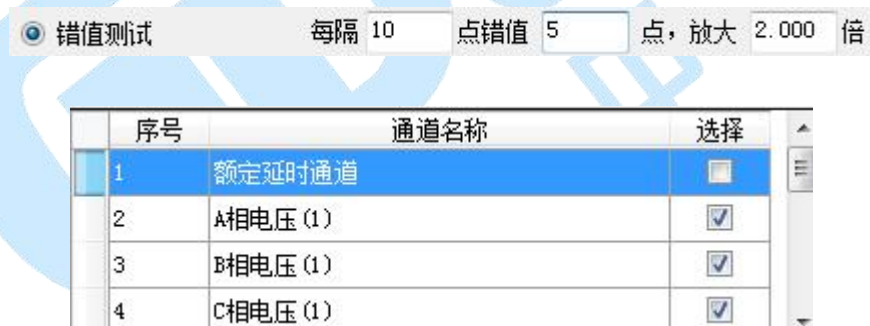 错值测试 每隔 10 点错值 5 点，放大 2.000 倍
序号 通道名称 选择
1 额定延时通道
2 A相电压(1)
3 B相电压(1)
4 C相电压(1)